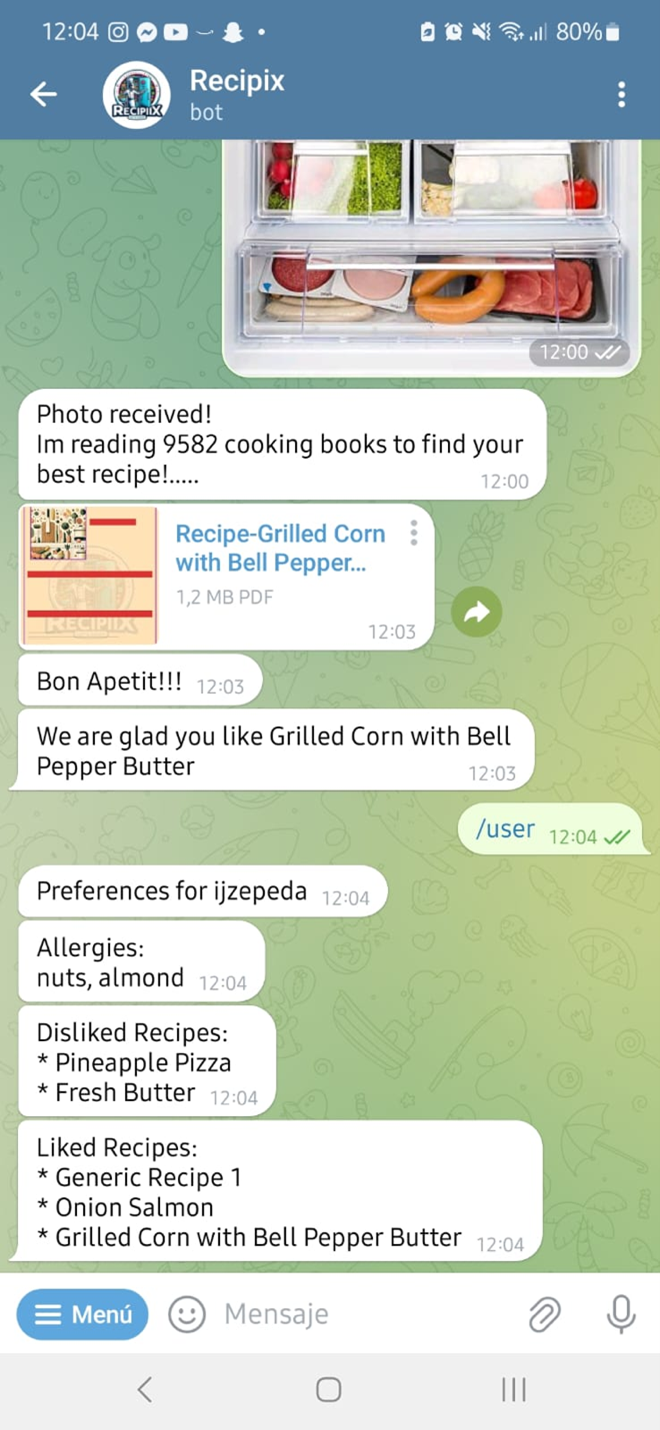 12:04 80%
Recipix
bot
RECIPIIX
12:00
Photo received!
Im reading 9582 cooking books to find your
best recipe!.....
12:00
Recipe-Grilled Corn
with Bell Pepper...
1,2 MB PDF
12:03
RECIPIIX
Bon Apetit!!! 12:03
We are glad you like Grilled Corn with Bell
Pepper Butter
12:03
/user 12:04
Preferences for ijzepeda 12:04
Allergies:
nuts, almond 12:04
Disliked Recipes:
* Pineapple Pizza
* Fresh Butter 12:04
Liked Recipes:
* Generic Recipe 1
* Onion Salmon
* Grilled Corn with Bell Pepper Butter 12:04
Menú Mensaje